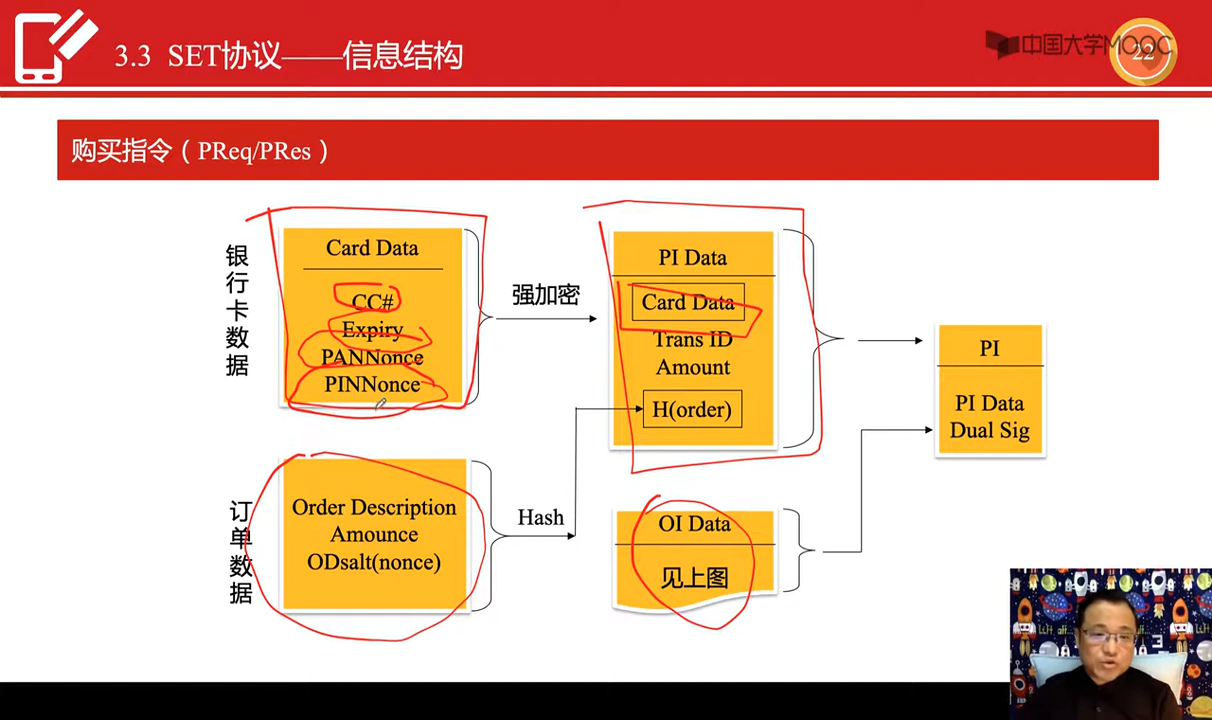 3.3 SET协议——信息结构
中国大学MOOC
22
购买指令（PReq/PRes）
银行卡数据
Card Data
CC#
Expiry
PANNonce
PINNonce
强加密
PI Data
Card Data
Trans ID
Amount
H(order)
PI
PI Data
Dual Sig
订单数据
Order Description
Amounce
ODsalt(nonce)
Hash
OI Data
见上图